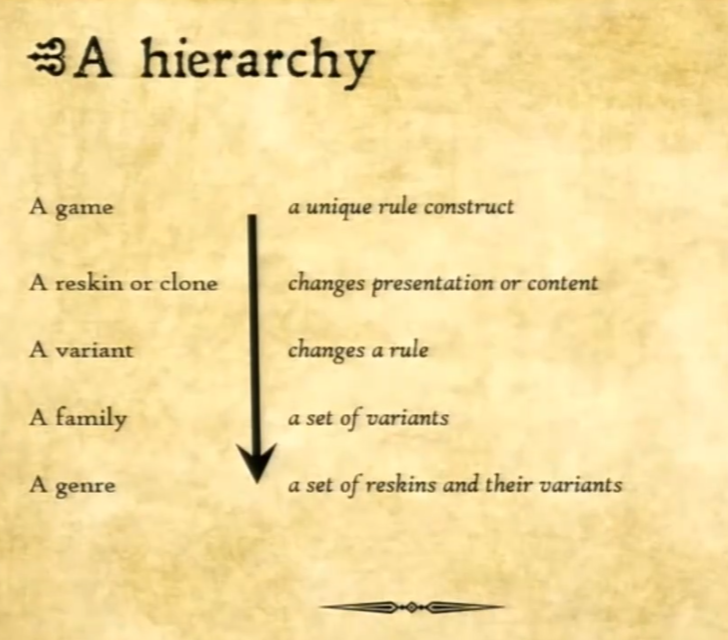 A hierarchy
A game a unique rule construct
A reskin or clone changes presentation or content
A variant changes a rule
A family a set of variants
A genre a set of reskins and their variants